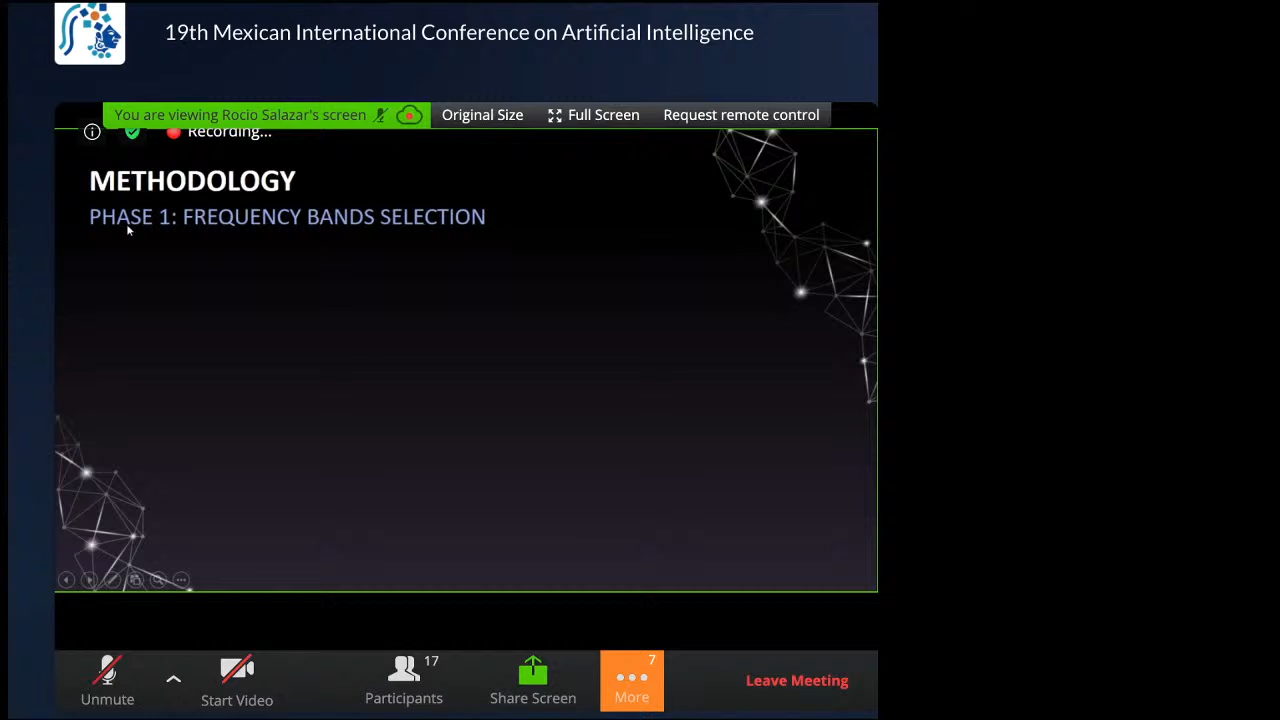 19th Mexican International Conference on Artificial Intelligence
You are viewing Rocio Salazar's screen
Original Size
Full Screen
Request remote control
Recording...
METHODOLOGY
PHASE 1: FREQUENCY BANDS SELECTION
17
7
Unmute
Start Video
Participants
Share Screen
More
Leave Meeting